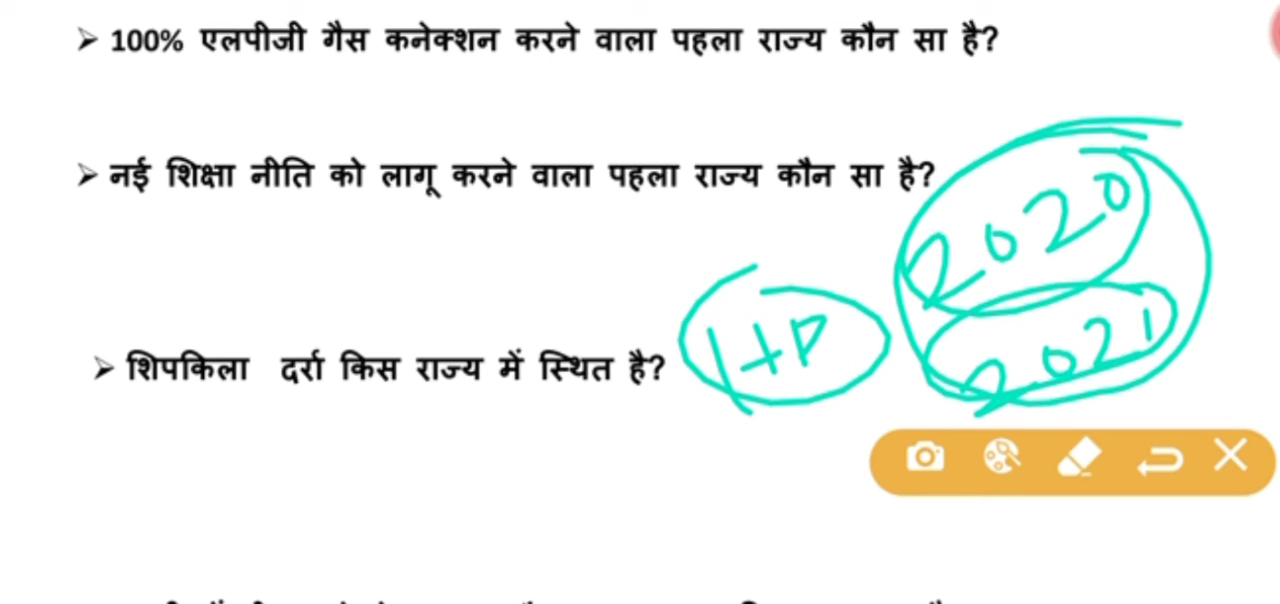 ➢ 100% एलपीजी गैस कनेक्शन करने वाला पहला राज्य कौन सा है?
➢ नई शिक्षा नीति को लागू करने वाला पहला राज्य कौन सा है?
2020
2021
➢ शिपकिला दर्रा किस राज्य में स्थित है? HP